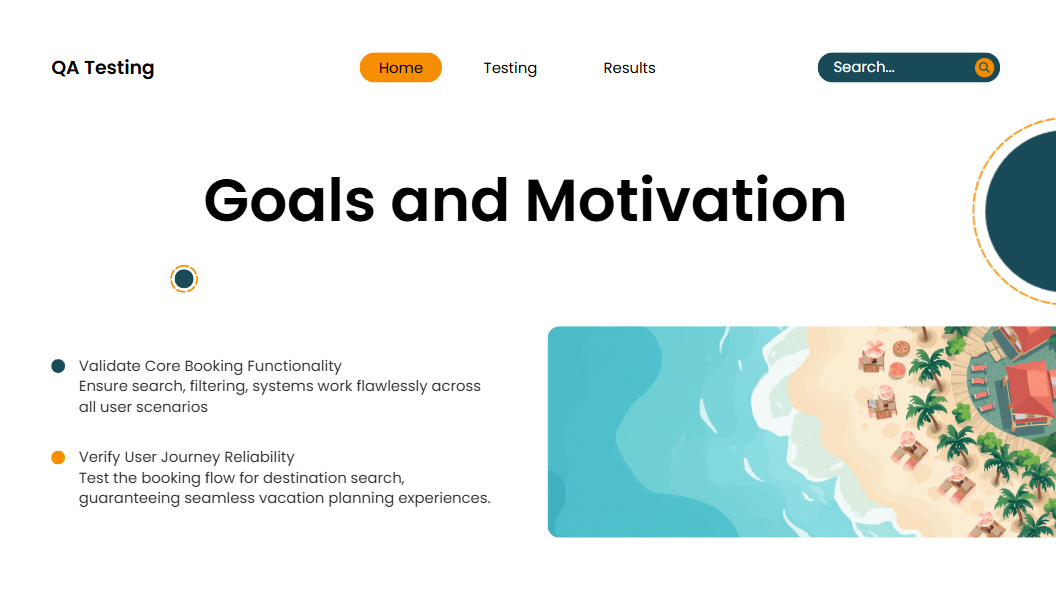 QA Testing
Home
Testing
Results
Search...
Goals and Motivation
Validate Core Booking Functionality
Ensure search, filtering, systems work flawlessly across
all user scenarios
Verify User Journey Reliability
Test the booking flow for destination search,
guaranteeing seamless vacation planning experiences.